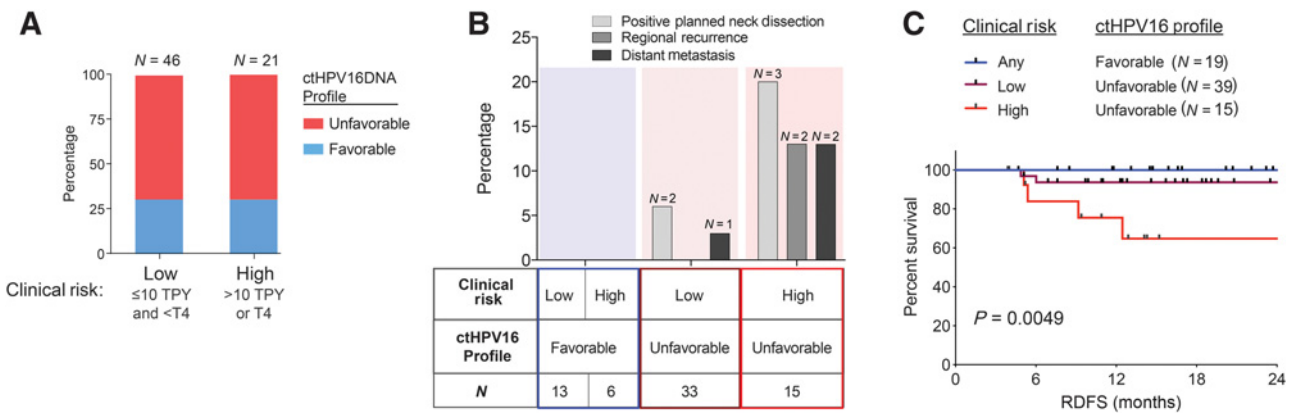 A
N = 46
N = 21
ctHPV16DNA
Profile
Unfavorable
Favorable
Percentage
100
75
50
25
0
Clinical risk:
Low
≤10 TPY
and <T4
High
>10 TPY
or T4
B
Positive planned neck dissection
Regional recurrence
Distant metastasis
Percentage
25
20
15
10
5
0
N=2
N=1
N=3
N=2
N=2
Clinical
risk
Low
High
Low
High
ctHPV16
Profile
Favorable
Unfavorable
Unfavorable
N
13
6
33
15
C
Clinical risk
ctHPV16 profile
Any
Favorable (N = 19)
Low
Unfavorable (N = 39)
High
Unfavorable (N = 15)
Percent survival
100
80
60
40
20
0
P = 0.0049
0
6
12
18
24
RDFS (months)